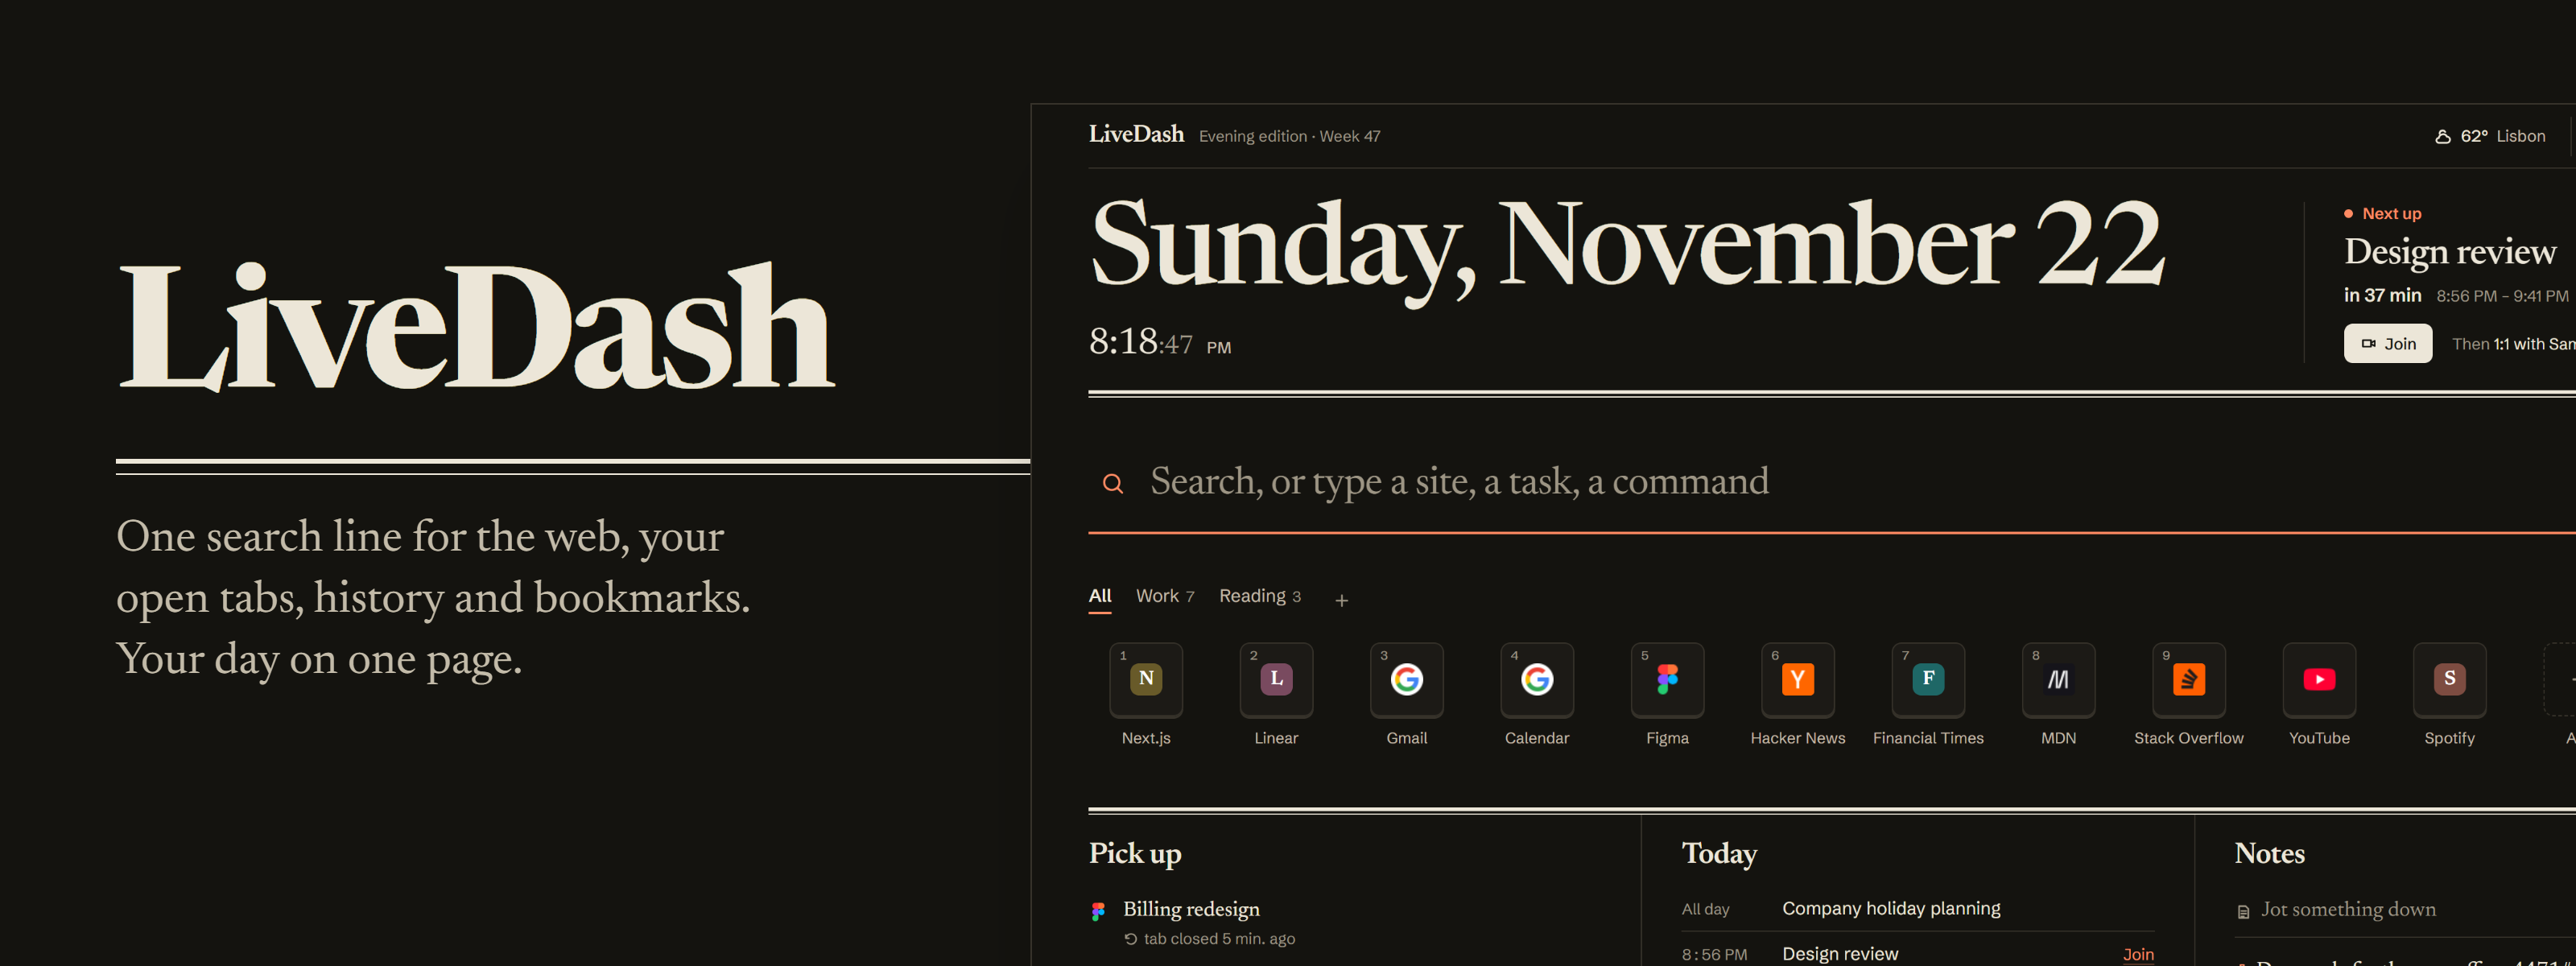 LiveDash
One search line for the web, your
open tabs, history and bookmarks.
Your day on one page.
LiveDash Evening edition · Week 47
62° Lisbon
Sunday, November 22
8:18:47 PM
Next up
Design review
in 37 min 8:56 PM – 9:41 PM
Join Then 1:1 with Sam
Search, or type a site, a task, a command
All Work 7 Reading 3 +
1 2 3 4 5 6 7 8 9
N L F S
Next.js Linear Gmail Calendar Figma Hacker News Financial Times MDN Stack Overflow YouTube Spotify
Pick up
Billing redesign
tab closed 5 min. ago
Today
All day Company holiday planning
8:56 PM Design review Join
Notes
Jot something down